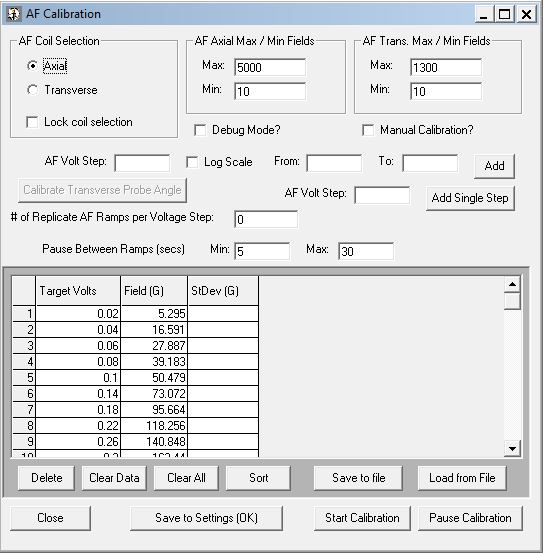 AF Calibration
AF Coil Selection
Axial
Transverse
Lock coil selection
AF Axial Max / Min Fields
Max: 5000
Min: 10
AF Trans. Max / Min Fields
Max: 1300
Min: 10
Debug Mode? Manual Calibration?
AF Volt Step: Log Scale From: To: Add
Calibrate Transverse Probe Angle AF Volt Step: Add Single Step
# of Replicate AF Ramps per Voltage Step: 0
Pause Between Ramps (secs) Min: 5 Max: 30
Target Volts Field (G) StDev (G)
1 0.02 5.295
2 0.04 16.591
3 0.06 27.887
4 0.08 39.183
5 0.1 50.479
6 0.14 73.072
7 0.18 95.664
8 0.22 118.256
9 0.26 140.848
10 0.3 163.44
Delete Clear Data Clear All Sort Save to file Load from File
Close Save to Settings (OK) Start Calibration Pause Calibration